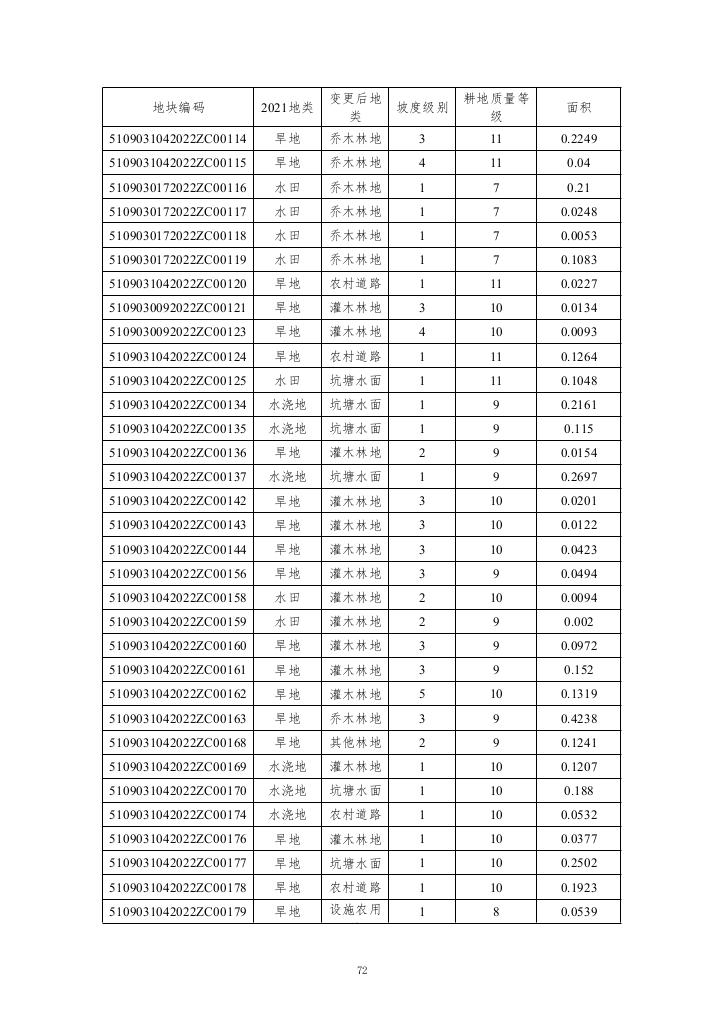 地块编码 2021地类 变更后地类 坡度级别 耕地质量等级 面积
5109031042022ZC00114 旱地 乔木林地 3 11 0.2249
5109031042022ZC00115 旱地 乔木林地 4 11 0.04
5109030172022ZC00116 水田 乔木林地 1 7 0.21
5109030172022ZC00117 水田 乔木林地 1 7 0.0248
5109030172022ZC00118 水田 乔木林地 1 7 0.0053
5109030172022ZC00119 水田 乔木林地 1 7 0.1083
5109031042022ZC00120 旱地 农村道路 1 11 0.0227
5109030092022ZC00121 旱地 灌木林地 3 10 0.0134
5109030092022ZC00123 旱地 灌木林地 4 10 0.0093
5109031042022ZC00124 旱地 农村道路 1 11 0.1264
5109031042022ZC00125 水田 坑塘水面 1 11 0.1048
5109031042022ZC00134 水浇地 坑塘水面 1 9 0.2161
5109031042022ZC00135 水浇地 坑塘水面 1 9 0.115
5109031042022ZC00136 旱地 灌木林地 2 9 0.0154
5109031042022ZC00137 水浇地 坑塘水面 1 9 0.2697
5109031042022ZC00142 旱地 灌木林地 3 10 0.0201
5109031042022ZC00143 旱地 灌木林地 3 10 0.0122
5109031042022ZC00144 旱地 灌木林地 3 10 0.0423
5109031042022ZC00156 旱地 灌木林地 3 9 0.0494
5109031042022ZC00158 水田 灌木林地 2 10 0.0094
5109031042022ZC00159 水田 灌木林地 2 9 0.002
5109031042022ZC00160 旱地 灌木林地 3 9 0.0972
5109031042022ZC00161 旱地 灌木林地 3 9 0.152
5109031042022ZC00162 旱地 灌木林地 5 10 0.1319
5109031042022ZC00163 旱地 乔木林地 3 9 0.4238
5109031042022ZC00168 旱地 其他林地 2 9 0.1241
5109031042022ZC00169 水浇地 灌木林地 1 10 0.1207
5109031042022ZC00170 水浇地 坑塘水面 1 10 0.188
5109031042022ZC00174 水浇地 农村道路 1 10 0.0532
5109031042022ZC00176 旱地 灌木林地 1 10 0.0377
5109031042022ZC00177 旱地 坑塘水面 1 10 0.2502
5109031042022ZC00178 旱地 农村道路 1 10 0.1923
5109031042022ZC00179 旱地 设施农用 1 8 0.0539
72